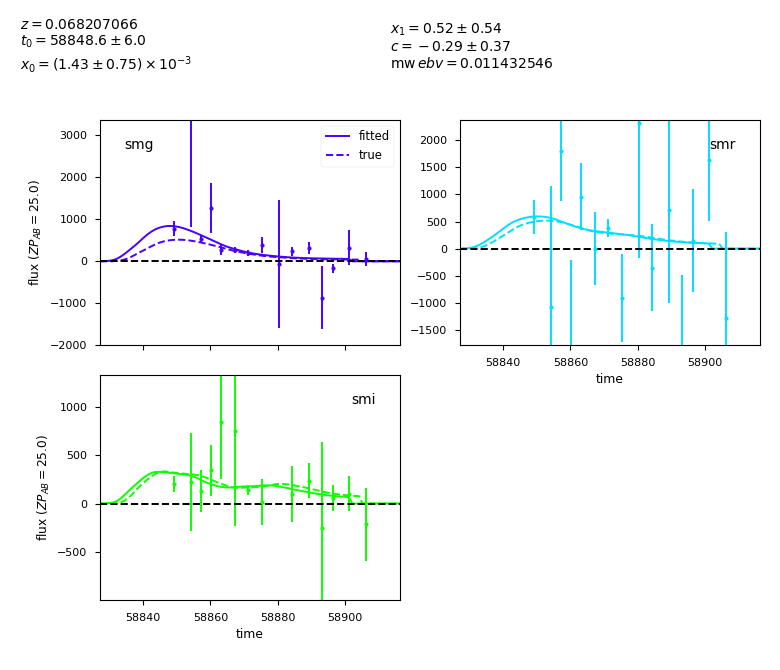 z = 0.068207066
t₀ = 58848.6 ± 6.0
x₀ = (1.43 ± 0.75) × 10⁻³
x₁ = 0.52 ± 0.54
c = −0.29 ± 0.37
mw ebv = 0.011432546
smg
fitted
true
3000
2000
1000
0
−1000
−2000
flux (ZP_AB = 25.0)
smr
2000
1500
1000
500
0
−500
−1000
−1500
58840 58860 58880 58900
time
smi
1000
500
0
−500
flux (ZP_AB = 25.0)
58840 58860 58880 58900
time